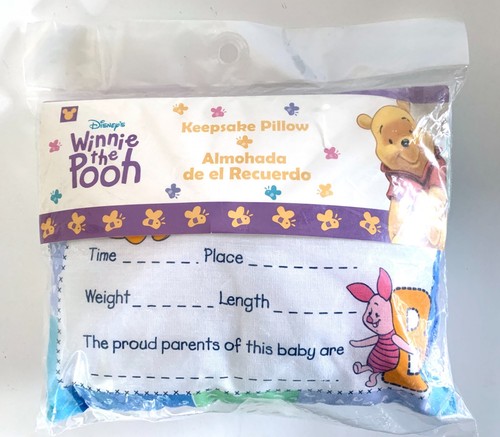 Disney's
Winnie
the
Pooh
Keepsake Pillow
Almohada
de el Recuerdo
Time Place
Weight Length
The proud parents of this baby are
B